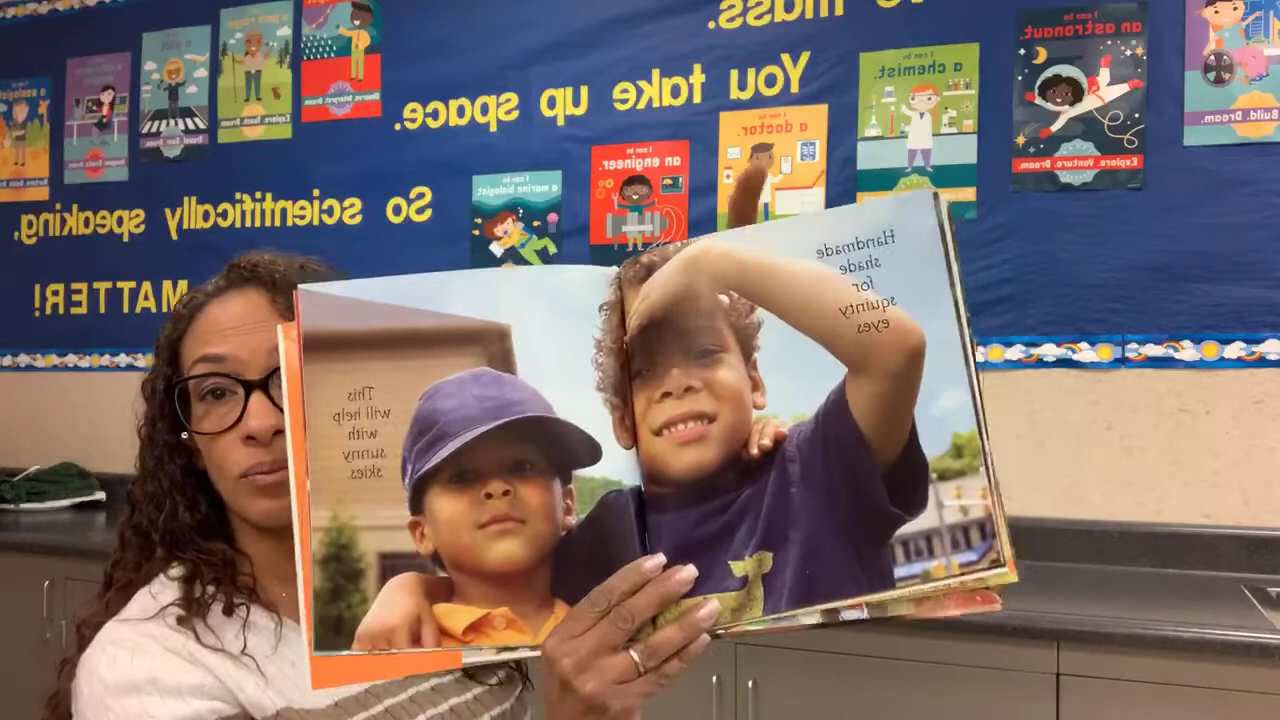 mass.
You take up space.
So scientifically speaking,
MATTER!
Build. Dream.
I can be
an astronaut.
Explore. Venture. Dream.
I can be
a chemist.
I can be
a doctor.
I can be
an engineer.
I can be
a marine biologist.
Handmade
shade
for
squinty
eyes
This
will help
with
sunny
skies.